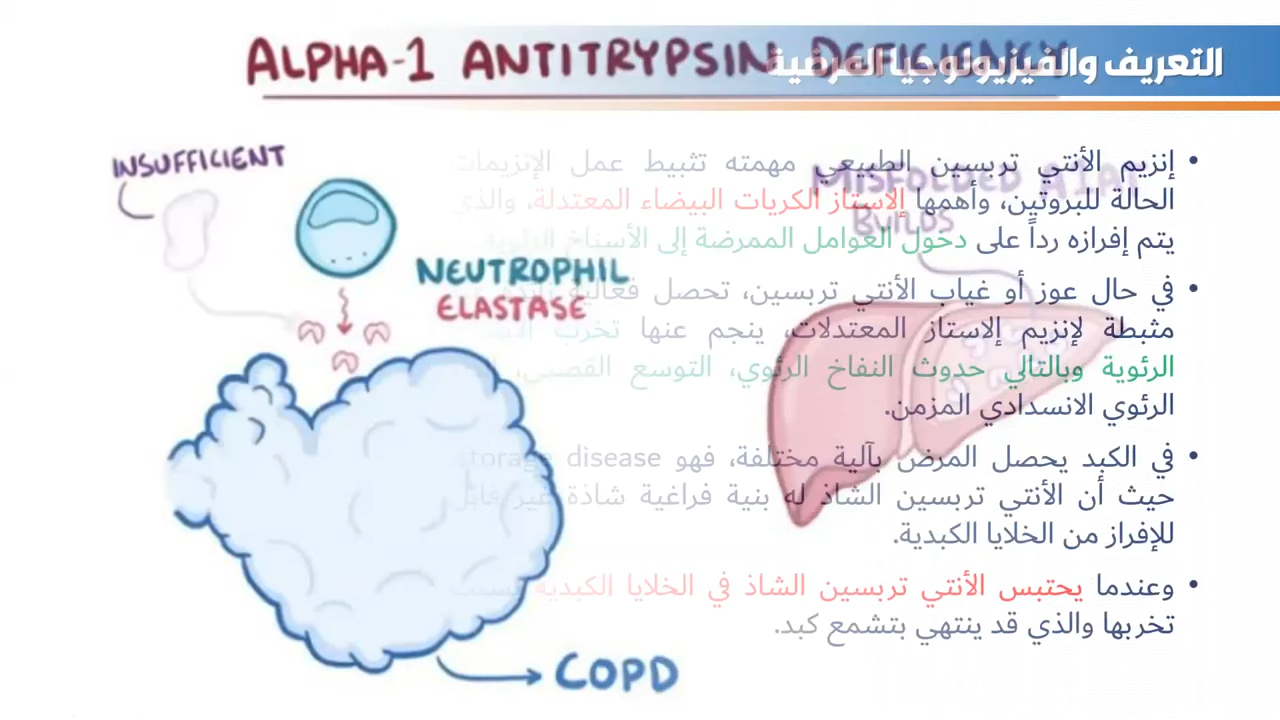 ALPHA-1 ANTITRYPSIN DEFICIENCY
التعريف والفيزيولوجيا المرضية
INSUFFICIENT
NEUTROPHIL
ELASTASE
COPD
MISFOLDED A1AT
BUILDS
• إنزيم الأنتي تربسين الطبيعي مهمته تثبيط عمل الإنزيمات
الحالة للبروتين، وأهمها إلاستاز الكريات البيضاء المعتدلة، والذي
يتم إفرازه رداً على دخول العوامل الممرضة إلى الأسناخ الرئوية
• في حال عوز أو غياب الأنتي تربسين، تحصل فعالية
مثبطة لإنزيم إلاستاز المعتدلات، ينجم عنها تخرب
الرئوية وبالتالي حدوث النفاخ الرئوي، التوسع القصبي،
الرئوي الانسدادي المزمن.
• في الكبد يحصل المرض بآلية مختلفة، فهو storage disease
حيث أن الأنتي تربسين الشاذ له بنية فراغية شاذة غير قابل
للإفراز من الخلايا الكبدية.
• وعندما يحتبس الأنتي تربسين الشاذ في الخلايا الكبدية
تخربها والذي قد ينتهي بتشمع كبد.